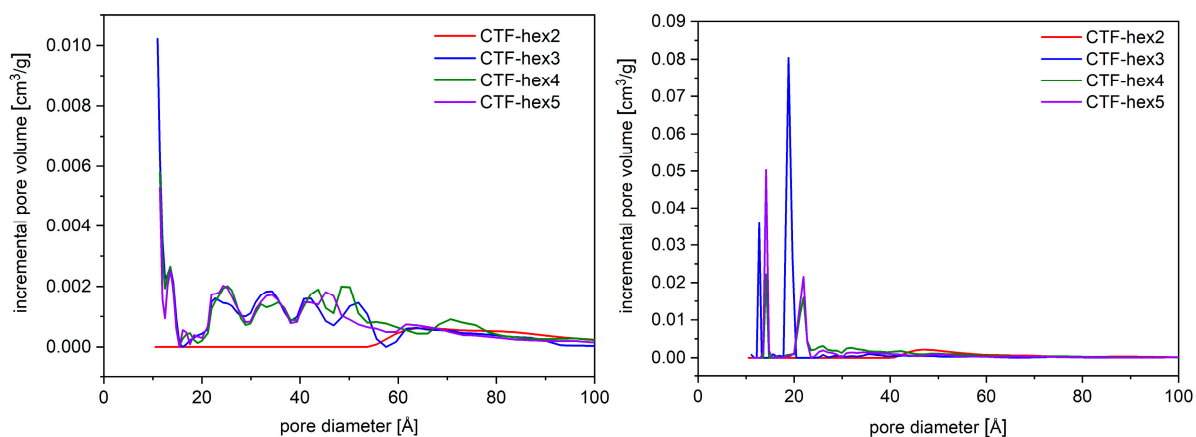 incremental pore volume [cm³/g]
0.010
0.008
0.006
0.004
0.002
0.000
0
20
40
60
80
100
pore diameter [Å]
CTF-hex2
CTF-hex3
CTF-hex4
CTF-hex5
incremental pore volume [cm³/g]
0.09
0.08
0.07
0.06
0.05
0.04
0.03
0.02
0.01
0.00
0
20
40
60
80
100
pore diameter [Å]
CTF-hex2
CTF-hex3
CTF-hex4
CTF-hex5